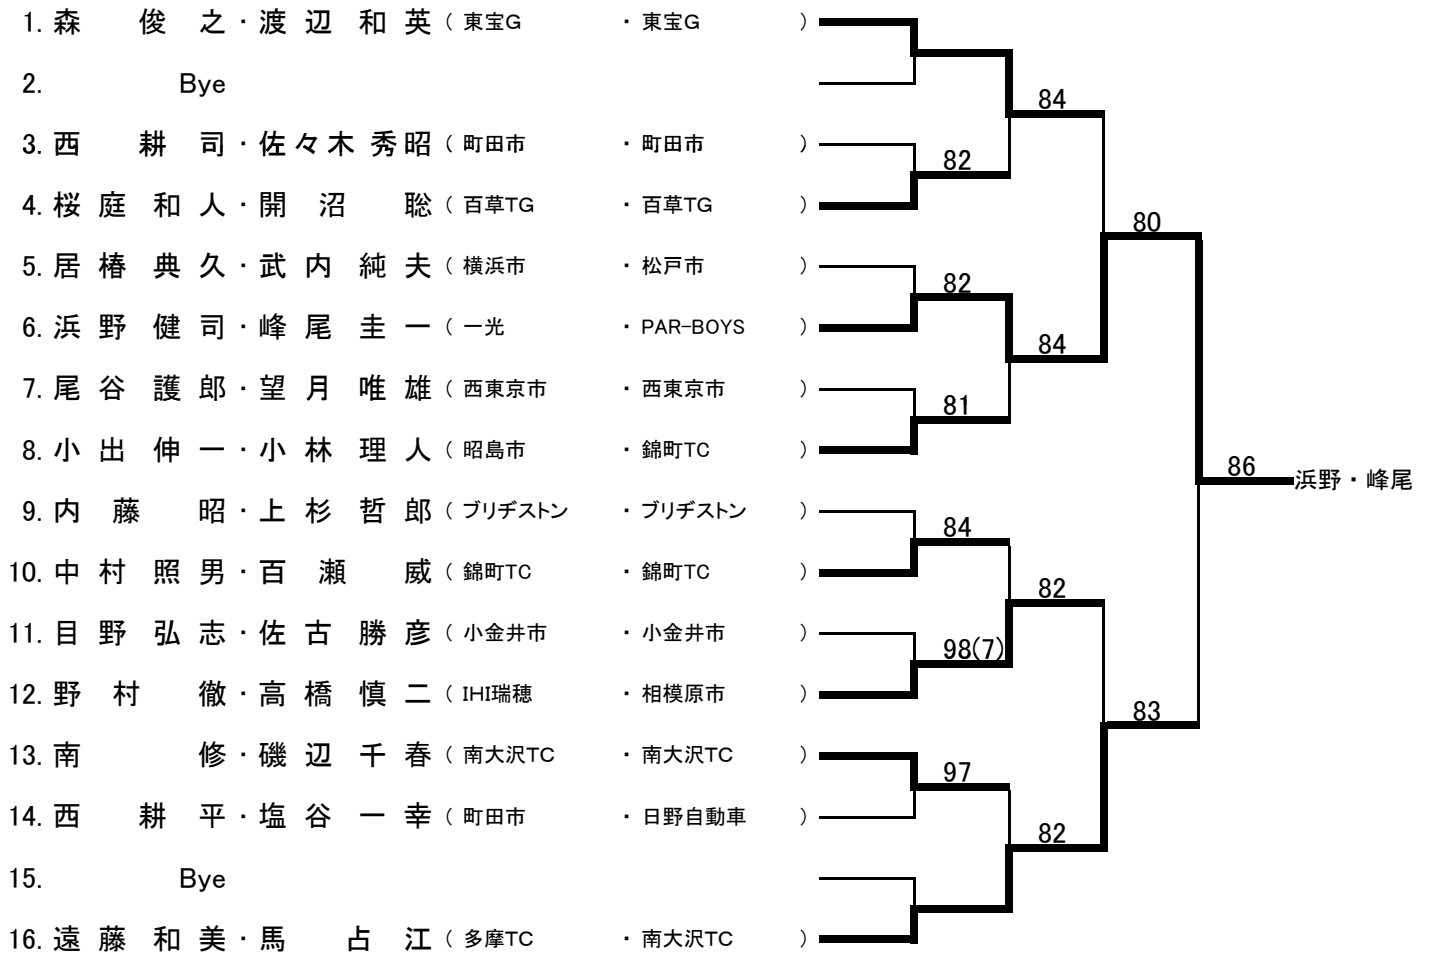 1. 森 俊 之 ・ 渡 辺 和 英 ( 東宝G ・ 東宝G )
2. Bye
84
3. 西 耕 司 ・ 佐 々 木 秀 昭 ( 町田市 ・ 町田市 )
82
4. 桜 庭 和 人 ・ 開 沼 聡 ( 百草TG ・ 百草TG )
80
5. 居 椿 典 久 ・ 武 内 純 夫 ( 横浜市 ・ 松戸市 )
82
6. 浜 野 健 司 ・ 峰 尾 圭 一 ( 一光 ・ PAR-BOYS )
84
7. 尾 谷 護 郎 ・ 望 月 唯 雄 ( 西東京市 ・ 西東京市 )
81
8. 小 出 伸 一 ・ 小 林 理 人 ( 昭島市 ・ 錦町TC )
86
浜野・峰尾
9. 内 藤 昭 ・ 上 杉 哲 郎 ( ブリヂストン ・ ブリヂストン )
84
10. 中 村 照 男 ・ 百 瀬 威 ( 錦町TC ・ 錦町TC )
82
11. 目 野 弘 志 ・ 佐 古 勝 彦 ( 小金井市 ・ 小金井市 )
98(7)
12. 野 村 徹 ・ 高 橋 慎 二 ( IHI瑞穂 ・ 相模原市 )
83
13. 南 修 ・ 磯 辺 千 春 ( 南大沢TC ・ 南大沢TC )
97
14. 西 耕 平 ・ 塩 谷 一 幸 ( 町田市 ・ 日野自動車 )
82
15. Bye
16. 遠 藤 和 美 ・ 馬 占 江 ( 多摩TC ・ 南大沢TC )